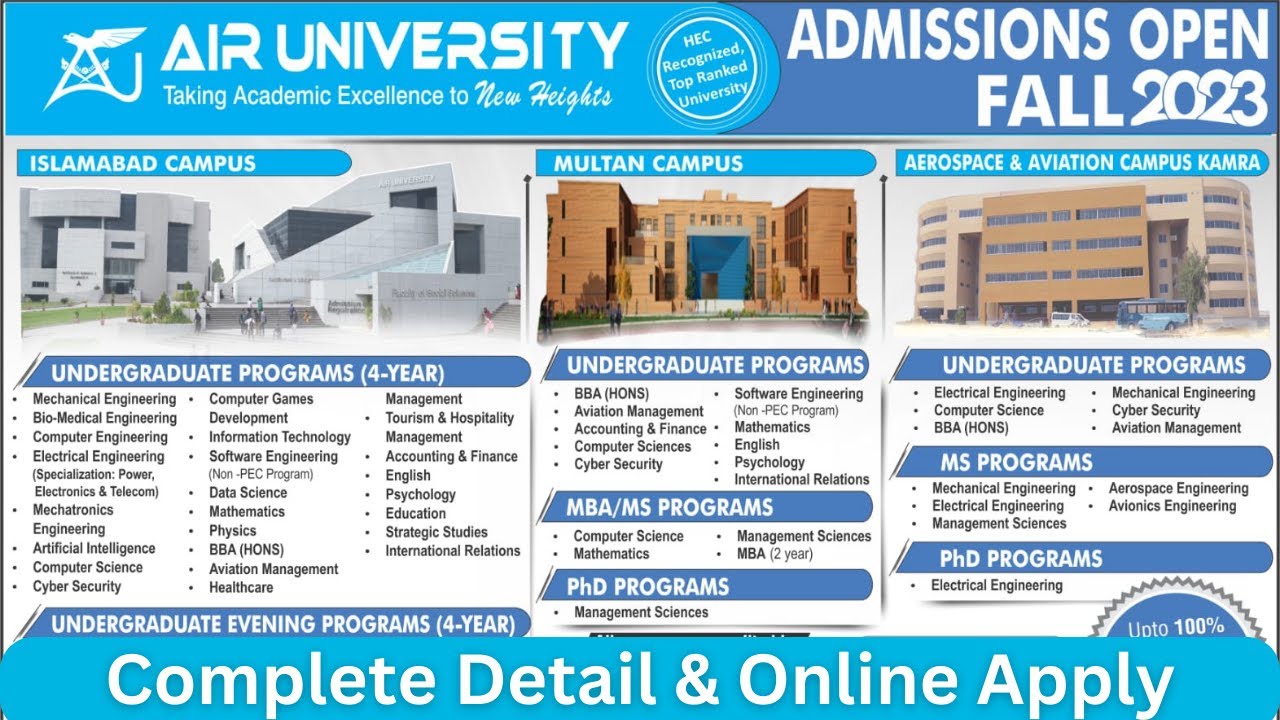 AIR UNIVERSITY
Taking Academic Excellence to New Heights
HEC
Recognized,
Top Ranked
University
ADMISSIONS OPEN
FALL 2023
ISLAMABAD CAMPUS
AIR UNIVERSITY
Faculty of Social Sciences
UNDERGRADUATE PROGRAMS (4-YEAR)
• Mechanical Engineering
• Bio-Medical Engineering
• Computer Engineering
• Electrical Engineering
(Specialization: Power,
Electronics & Telecom)
• Mechatronics
Engineering
• Artificial Intelligence
• Computer Science
• Cyber Security
• Computer Games
Development
• Information Technology
• Software Engineering
(Non -PEC Program)
• Data Science
• Mathematics
• Physics
• BBA (HONS)
• Aviation Management
• Healthcare
Management
• Tourism & Hospitality
Management
• Accounting & Finance
• English
• Psychology
• Education
• Strategic Studies
• International Relations
UNDERGRADUATE EVENING PROGRAMS (4-YEAR)
MULTAN CAMPUS
UNDERGRADUATE PROGRAMS
• BBA (HONS)
• Aviation Management
• Accounting & Finance
• Computer Sciences
• Cyber Security
• Software Engineering
(Non -PEC Program)
• Mathematics
• English
• Psychology
• International Relations
MBA/MS PROGRAMS
• Computer Science
• Mathematics
• Management Sciences
• MBA (2 year)
PhD PROGRAMS
• Management Sciences
AEROSPACE & AVIATION CAMPUS KAMRA
UNDERGRADUATE PROGRAMS
• Electrical Engineering
• Computer Science
• BBA (HONS)
• Mechanical Engineering
• Cyber Security
• Aviation Management
MS PROGRAMS
• Mechanical Engineering
• Electrical Engineering
• Management Sciences
• Aerospace Engineering
• Avionics Engineering
PhD PROGRAMS
• Electrical Engineering
Upto 100%
Complete Detail & Online Apply